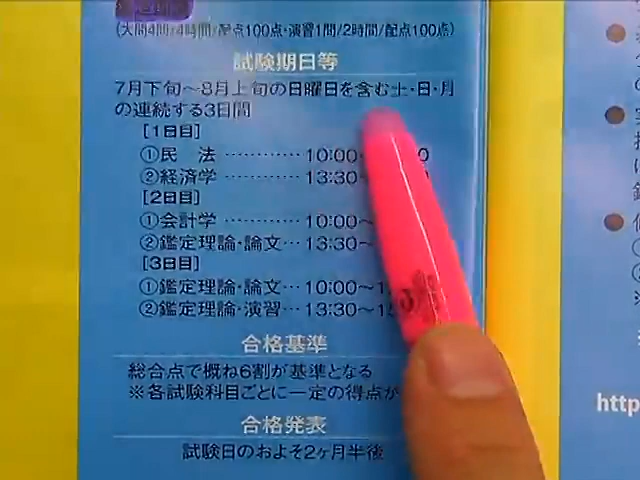 (大問4問/4時間/配点100点・演習1問/2時間/配点100点)
試験期日等
7月下旬～8月上旬の日曜日を含む土・日・月
の連続する3日間
[1日目]
①民 法 ………… 10:00
②経済学 ………… 13:30
[2日目]
①会計学 ………… 10:00～
②鑑定理論・論文… 13:30～
[3日目]
①鑑定理論・論文… 10:00～1
②鑑定理論・演習… 13:30～15
合格基準
総合点で概ね6割が基準となる
※各試験科目ごとに一定の得点が
合格発表
試験日のおよそ2ヶ月半後
http